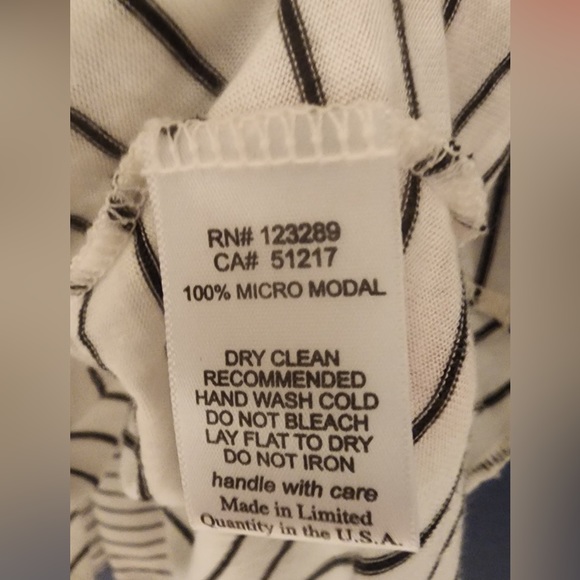 RN# 123289
CA# 51217
100% MICRO MODAL
DRY CLEAN
RECOMMENDED
HAND WASH COLD
DO NOT BLEACH
LAY FLAT TO DRY
DO NOT IRON
handle with care
Made in Limited
Quantity in the U.S.A.